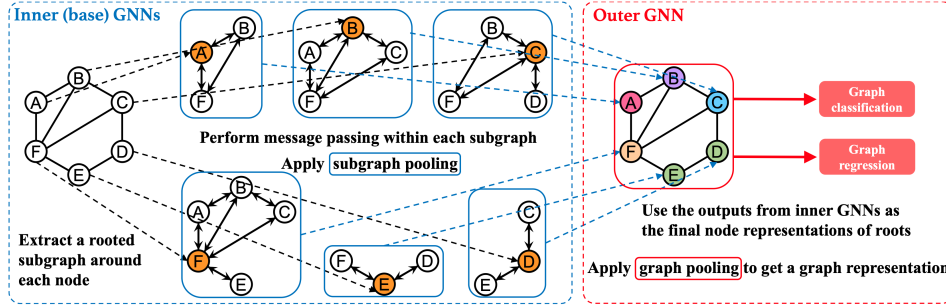 Inner (base) GNNs
Outer GNN
A
B
C
D
E
F
A
B
F
B
A
C
F
B
C
F
D
Perform message passing within each subgraph
Apply subgraph pooling
B
A
C
F
E
F
D
E
C
D
E
Extract a rooted
subgraph around
each node
B
A
C
F
D
E
Graph
classification
Graph
regression
Use the outputs from inner GNNs as
the final node representations of roots
Apply graph pooling to get a graph representation